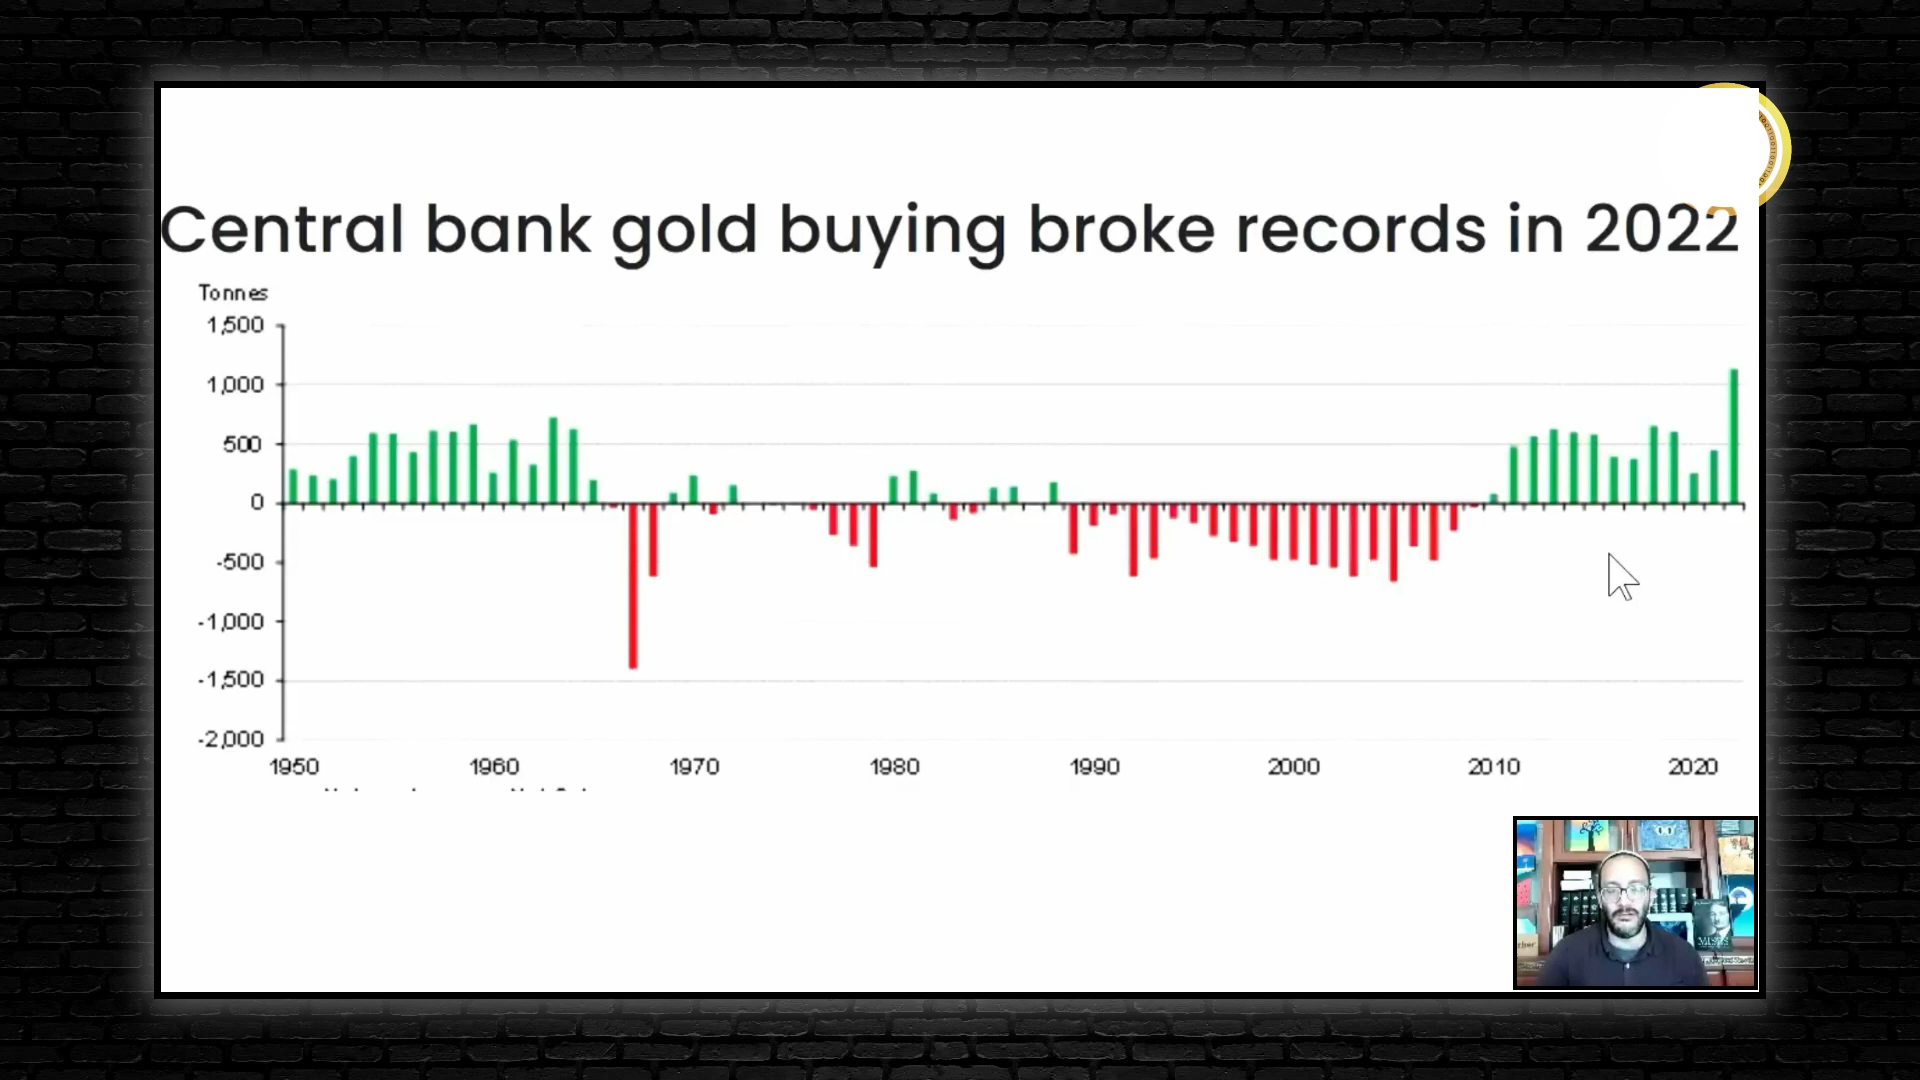 Central bank gold buying broke records in 2022
Tonnes
1,500
1,000
500
0
-500
-1,000
-1,500
-2,000
1950 1960 1970 1980 1990 2000 2010 2020
MISES